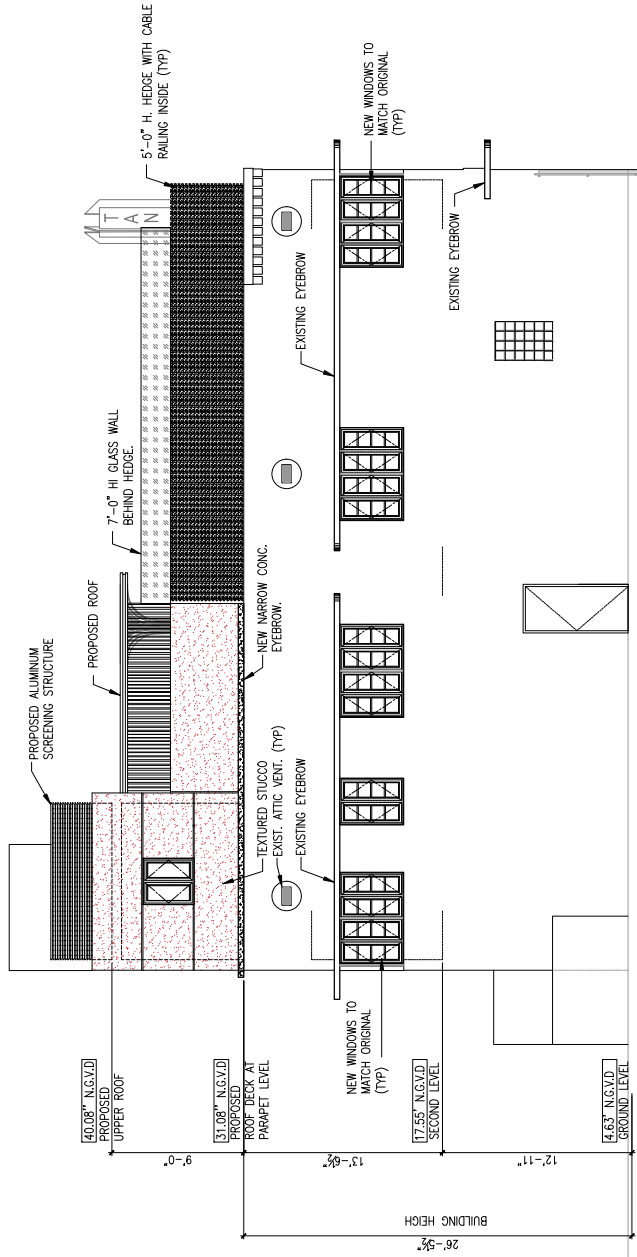 PROPOSED ALUMINUM
SCREENING STRUCTURE
PROPOSED ROOF
7'-0" HI GLASS WALL
BEHIND HEDGE.
MI
TAN
5'-0" H. HEDGE WITH CABLE
RAILING INSIDE (TYP)
40.08" N.G.V.D
PROPOSED
UPPER ROOF
9'-0"
TEXTURED STUCCO
NEW NARROW CONC.
EYEBROW.
31.08" N.G.V.D
PROPOSED
ROOF DECK AT
PARAPET LEVEL
EXIST. ATTIC VENT. (TYP)
EXISTING EYEBROW
EXISTING EYEBROW
NEW WINDOWS TO
MATCH ORIGINAL
(TYP)
13'-6½"
NEW WINDOWS TO
MATCH ORIGINAL
(TYP)
17.55' N.G.V.D
SECOND LEVEL
EXISTING EYEBROW
12'-11"
4.63' N.G.V.D
GROUND LEVEL
26'-5½"
BUILDING HEIGH